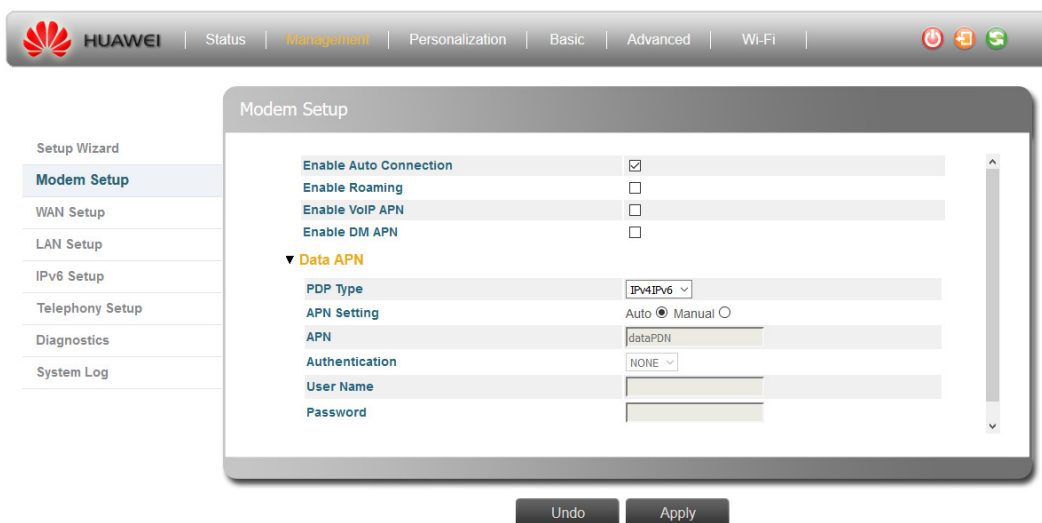 HUAWEI | Status | Management | Personalization | Basic | Advanced | Wi-Fi |
Modem Setup
Setup Wizard
Modem Setup
WAN Setup
LAN Setup
IPv6 Setup
Telephony Setup
Diagnostics
System Log
Enable Auto Connection
Enable Roaming
Enable VoIP APN
Enable DM APN
Data APN
PDP Type IPv4IPv6
APN Setting Auto Manual
APN dataPDN
Authentication NONE
User Name
Password
Undo Apply